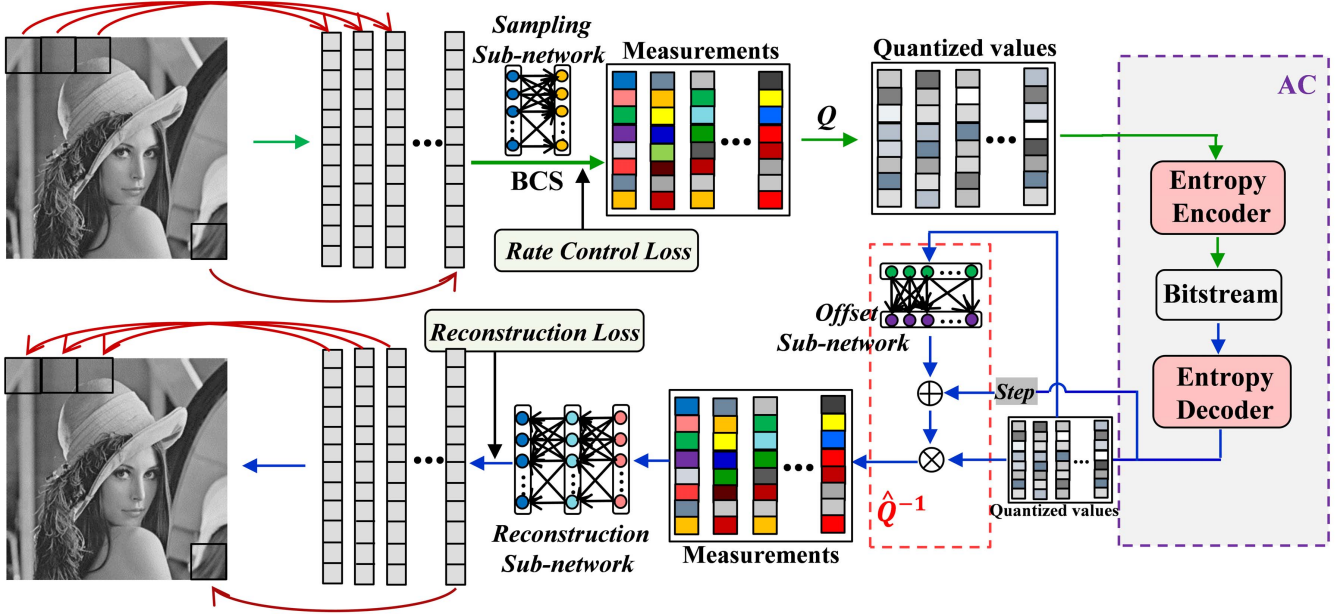 Sampling
Sub-network
BCS
Rate Control Loss
Measurements
Q
Quantized values
AC
Entropy
Encoder
Bitstream
Entropy
Decoder
Offset
Sub-network
Step
Quantized values
Q̂⁻¹
Measurements
Reconstruction Loss
Reconstruction
Sub-network